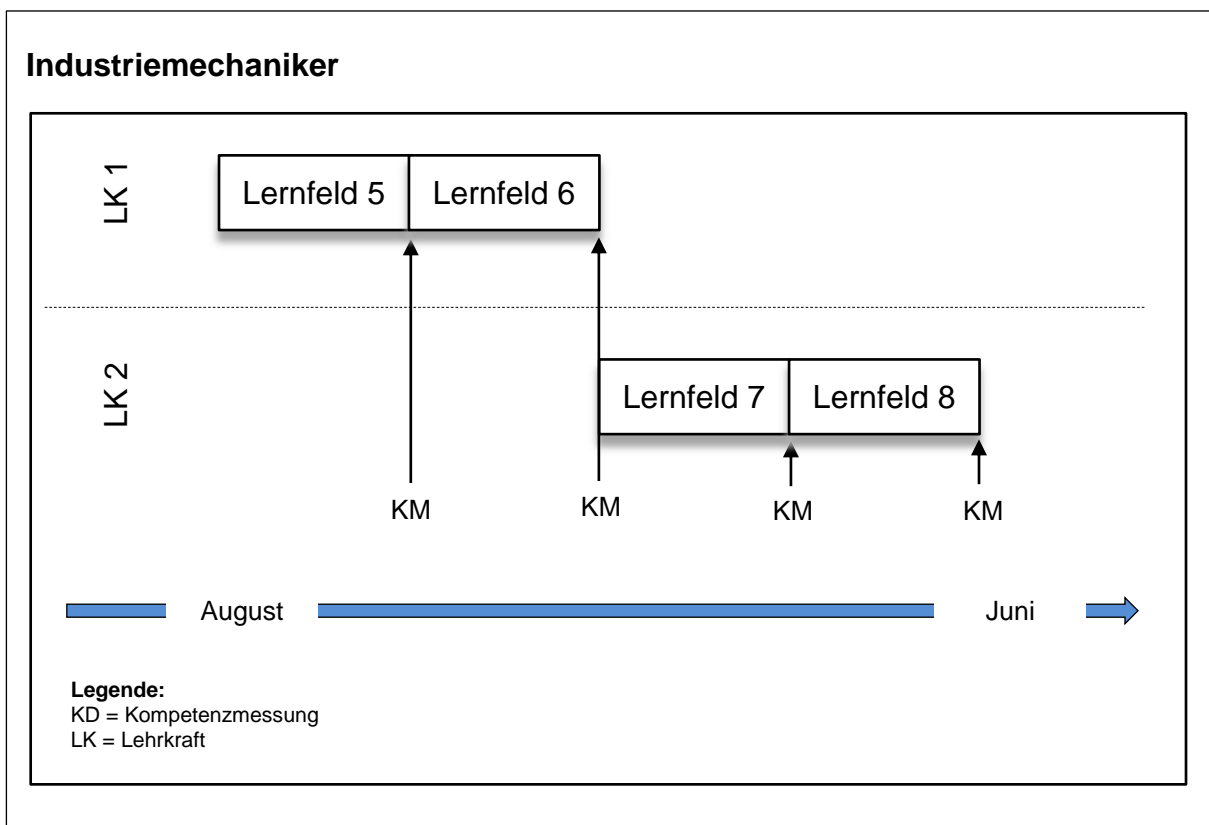 Industriemechaniker
LK 1
Lernfeld 5
Lernfeld 6
LK 2
Lernfeld 7
Lernfeld 8
KM
KM
KM
KM
August
Juni
Legende:
KD = Kompetenzmessung
LK = Lehrkraft